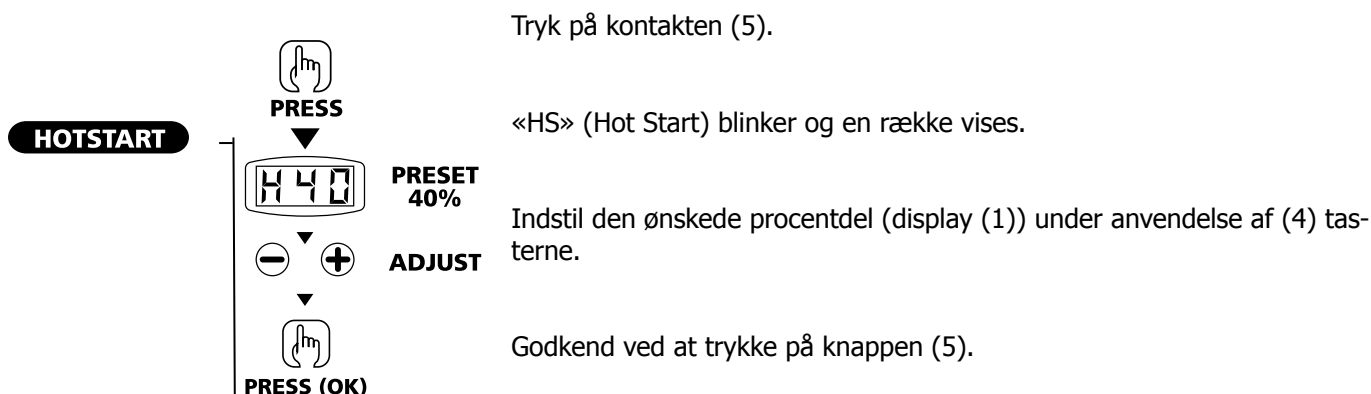 Tryk på kontakten (5).
PRESS
«HS» (Hot Start) blinker og en række vises.
HOTSTART
H40
PRESET
40%
Indstil den ønskede procentdel (display (1)) under anvendelse af (4) tas-
terne.
ADJUST
Godkend ved at trykke på knappen (5).
PRESS (OK)